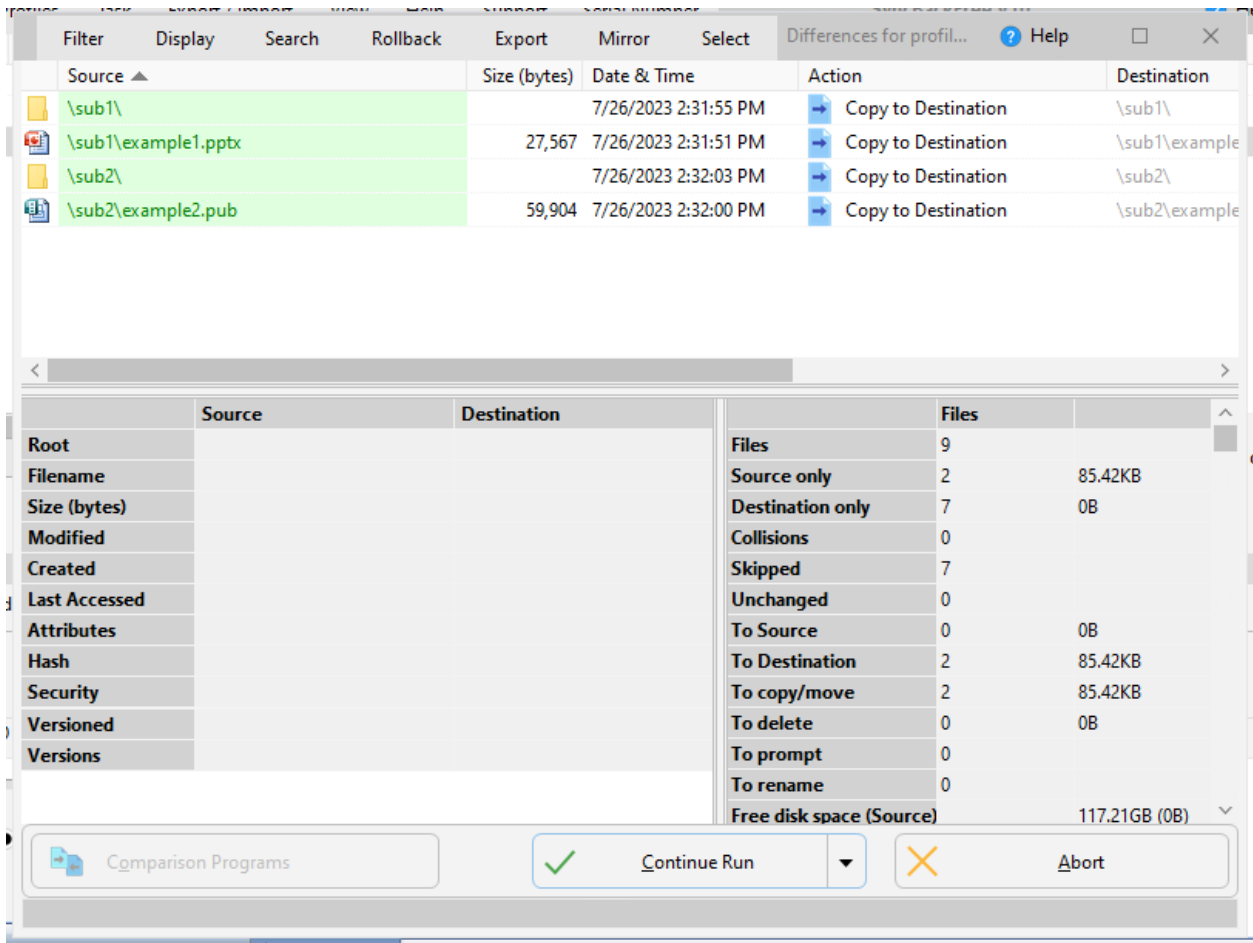 Filter Display Search Rollback Export Mirror Select Differences for profil... Help
Source Size (bytes) Date & Time Action Destination
\sub1\ 7/26/2023 2:31:55 PM Copy to Destination \sub1\
\sub1\example1.pptx 27,567 7/26/2023 2:31:51 PM Copy to Destination \sub1\example
\sub2\ 7/26/2023 2:32:03 PM Copy to Destination \sub2\
\sub2\example2.pub 59,904 7/26/2023 2:32:00 PM Copy to Destination \sub2\example
Source Destination
Root
Filename
Size (bytes)
Modified
Created
Last Accessed
Attributes
Hash
Security
Versioned
Versions
Files
Files 9
Source only 2 85.42KB
Destination only 7 0B
Collisions 0
Skipped 7
Unchanged 0
To Source 0 0B
To Destination 2 85.42KB
To copy/move 2 85.42KB
To delete 0 0B
To prompt 0
To rename 0
Free disk space (Source) 117.21GB (0B)
Comparison Programs Continue Run Abort